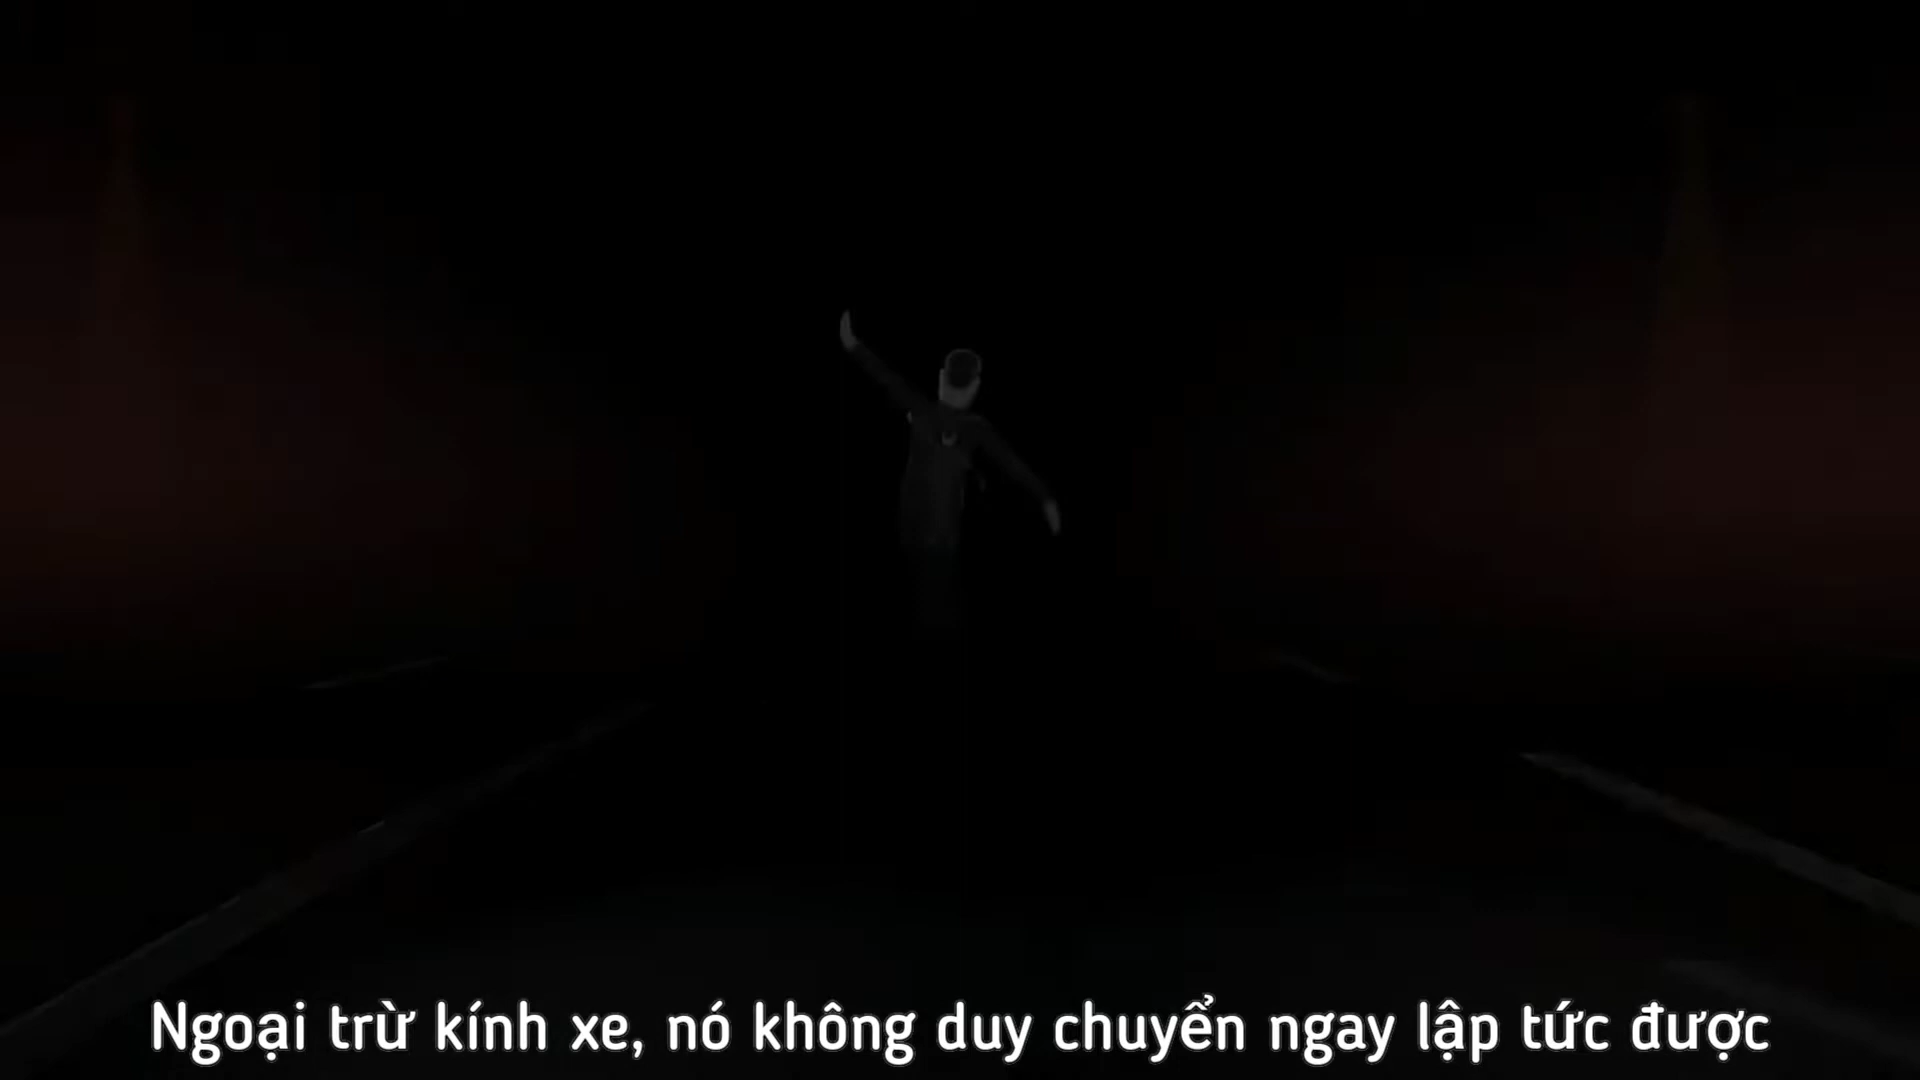 Ngoại trừ kính xe, nó không duy chuyển ngay lập tức được